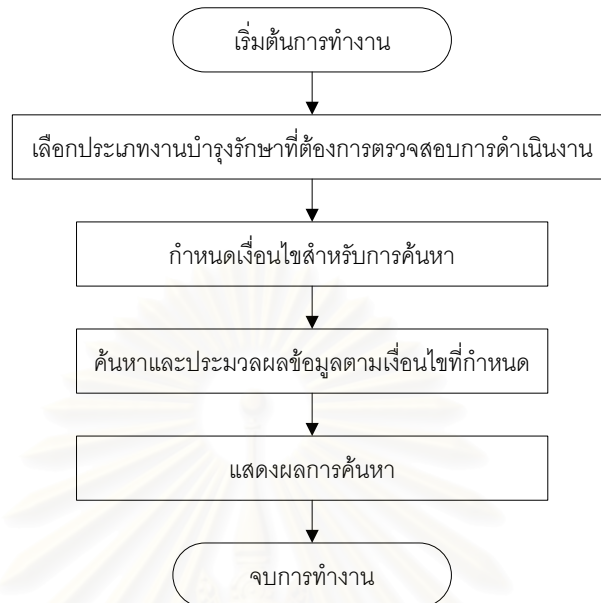 เริ่มต้นการทำงาน
เลือกประเภทงานบำรุงรักษาที่ต้องการตรวจสอบการดำเนินงาน
กำหนดเงื่อนไขสำหรับการค้นหา
ค้นหาและประมวลผลข้อมูลตามเงื่อนไขที่กำหนด
แสดงผลการค้นหา
จบการทำงาน